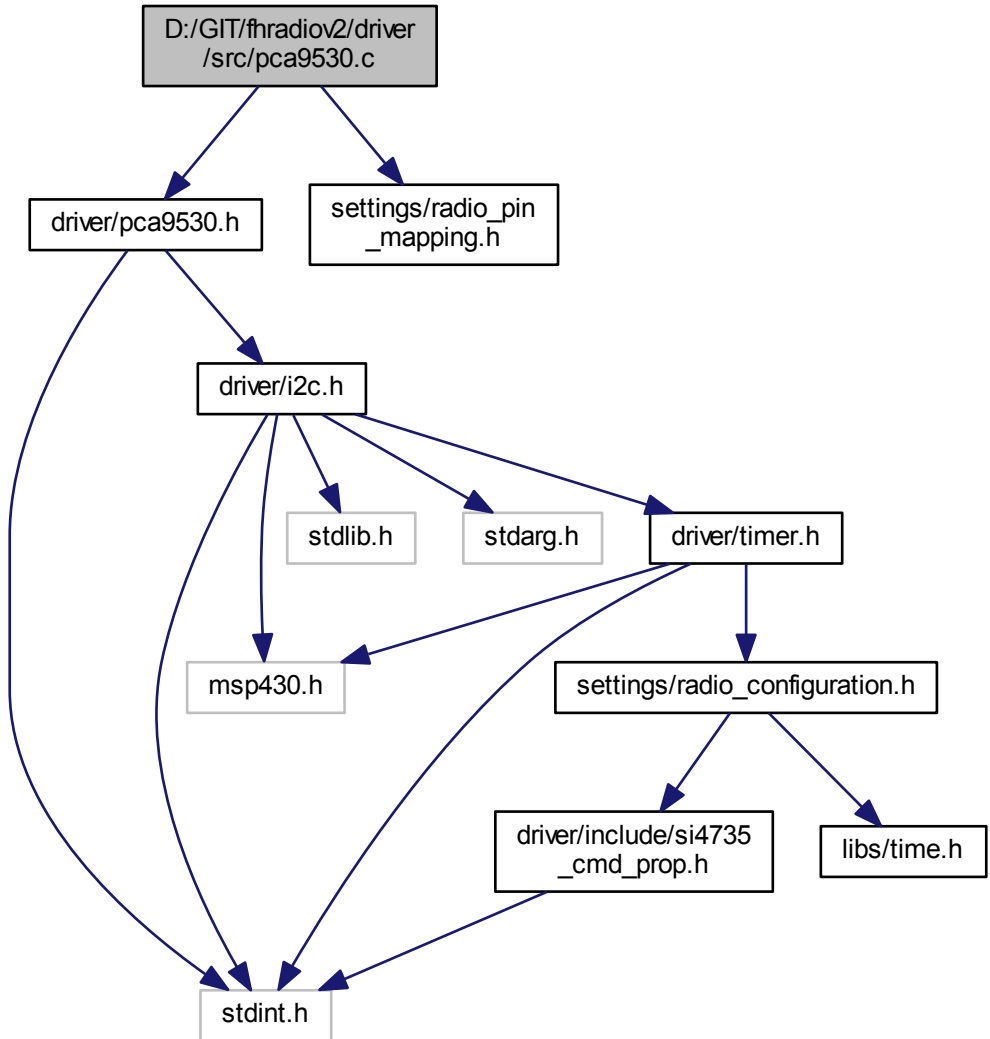 D:/GIT/fhradiov2/driver
/src/pca9530.c
driver/pca9530.h
settings/radio_pin
_mapping.h
driver/i2c.h
stdlib.h
stdarg.h
driver/timer.h
msp430.h
settings/radio_configuration.h
driver/include/si4735
_cmd_prop.h
libs/time.h
stdint.h